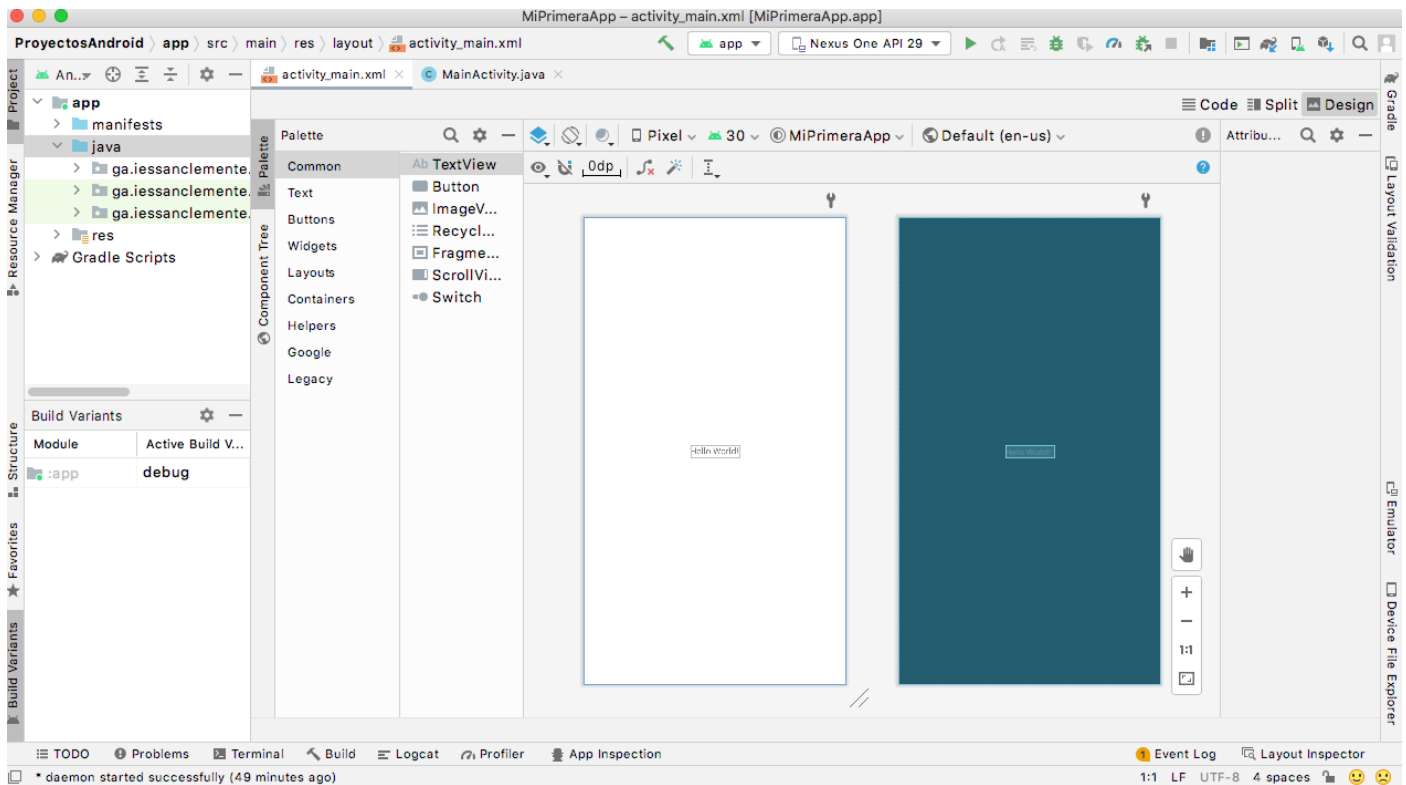 MiPrimeraApp – activity_main.xml [MiPrimeraApp.app]
ProyectosAndroid app src main res layout activity_main.xml app Nexus One API 29
Project
An...
activity_main.xml
MainActivity.java
Code Split Design
Gradle
app
manifests
java
ga.iessanclemente.
ga.iessanclemente.
ga.iessanclemente.
res
Gradle Scripts
Resource Manager
Palette
Component Tree
Palette
Common
Text
Buttons
Widgets
Layouts
Containers
Helpers
Google
Legacy
Ab TextView
Button
ImageV...
Recycl...
Fragme...
ScrollVi...
Switch
Pixel 30 MiPrimeraApp Default (en-us)
0dp
Attribu...
Layout Validation
Hello World!
Hello World!
1:1
Build Variants
Module Active Build V...
:app debug
Structure
Favorites
Build Variants
Emulator
Device File Explorer
TODO Problems Terminal Build Logcat Profiler App Inspection 1 Event Log Layout Inspector
* daemon started successfully (49 minutes ago) 1:1 LF UTF-8 4 spaces